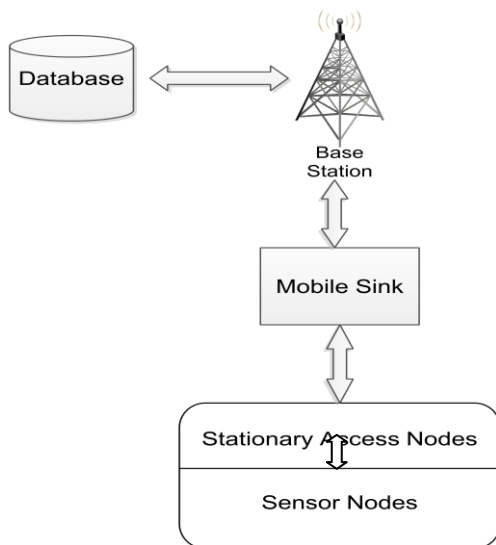 Database
Base
Station
Mobile Sink
Stationary Access Nodes
Sensor Nodes